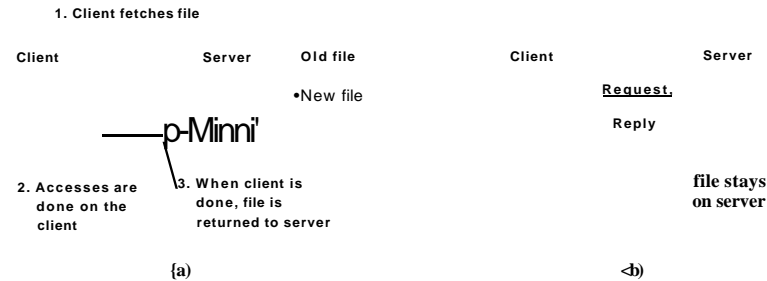 1. Client fetches file
Client Server Old file
•New file
p-Minni'
2. Accesses are
done on the
client
3. When client is
done, file is
returned to server
{a)
Client Server
Request,
Reply
file stays
on server
<b)